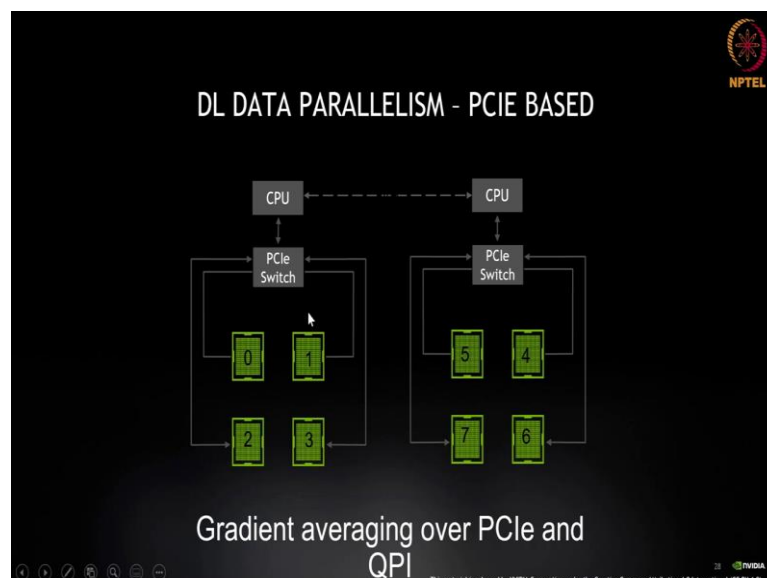 NPTEL
DL DATA PARALLELISM - PCIE BASED
CPU
CPU
...
PCIe
Switch
PCIe
Switch
0
1
5
4
2
3
7
6
Gradient averaging over PCIe and
QPI
28
NVIDIA